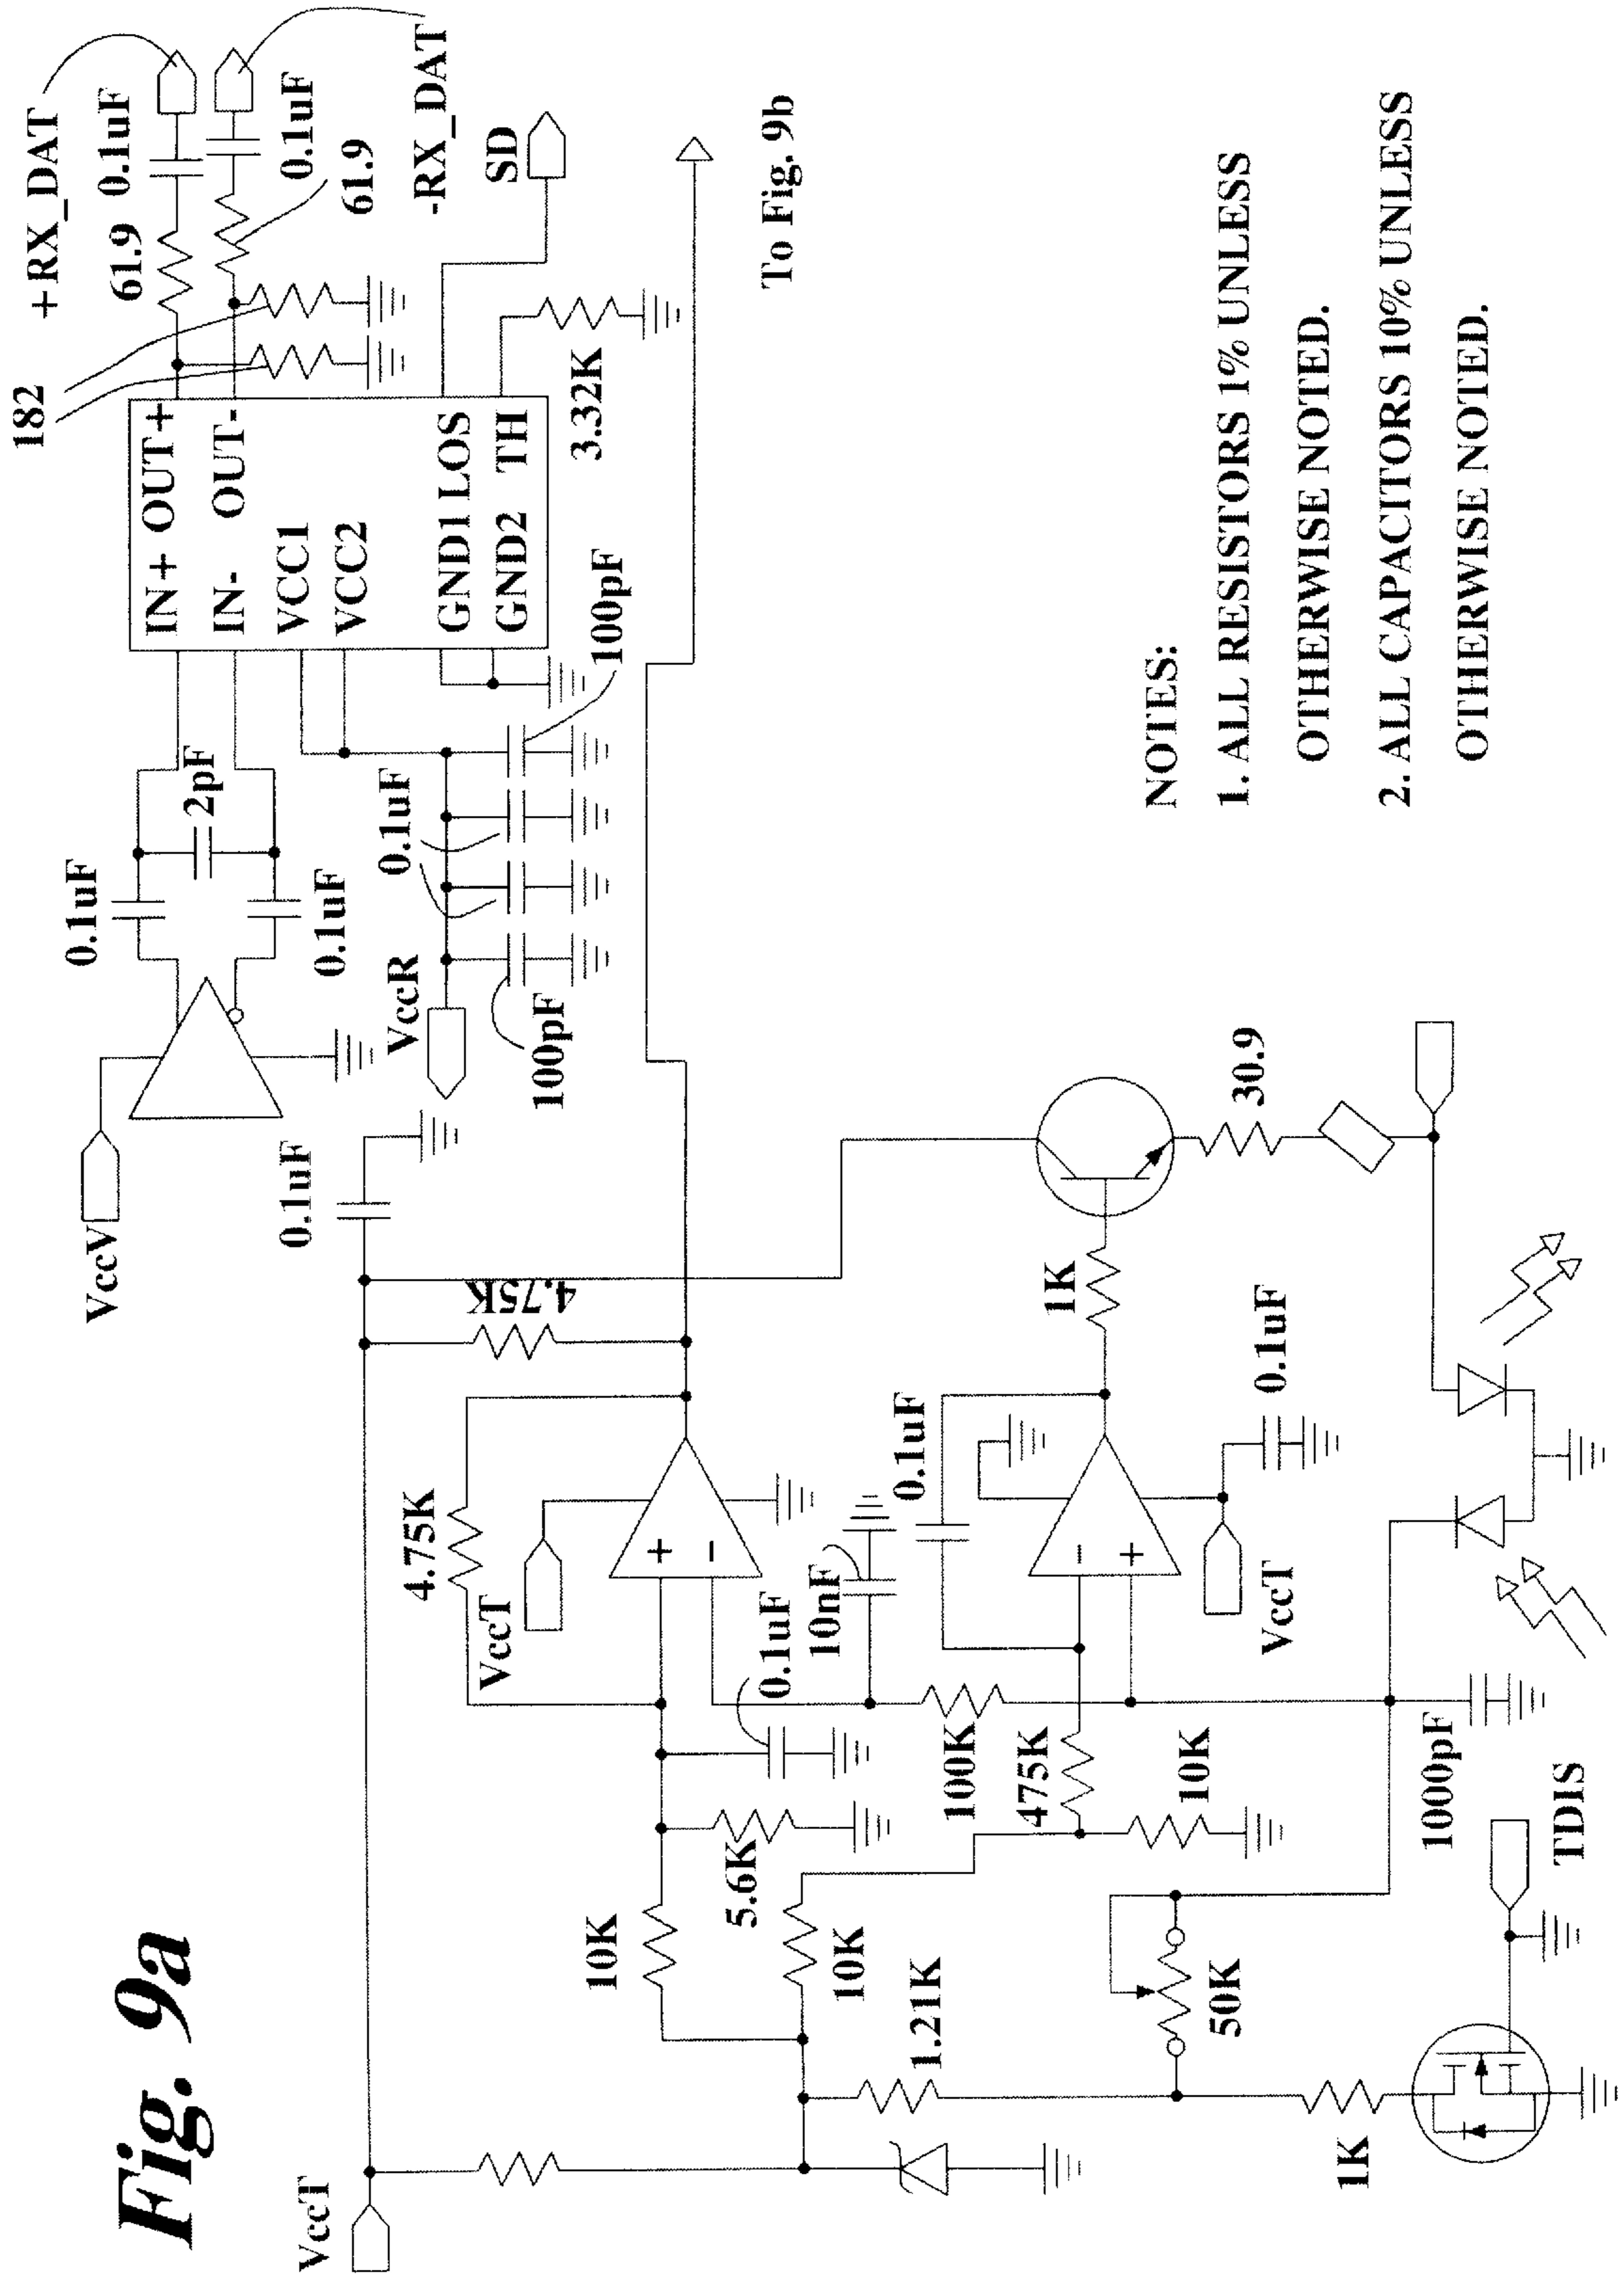 Fig. 9a
VccT
VccV
0.1uF
0.1uF
2pF
0.1uF
IN+ OUT+
IN- OUT-
VCC1
VCC2
GND1 LOS
GND2 TH
182
+RX_DAT
61.9
0.1uF
0.1uF
61.9
-RX_DAT
SD
3.32K
VccR
0.1uF
100pF
100pF
To Fig. 9b
4.75K
4.75K
VccT
10K
5.6K
0.1uF
10nF
0.1uF
10K
100K
475K
10K
1K
0.1uF
VccT
30.9
1.21K
50K
1K
1000pF
TDIS
NOTES:
1. ALL RESISTORS 1% UNLESS
OTHERWISE NOTED.
2. ALL CAPACITORS 10% UNLESS
OTHERWISE NOTED.
+
-
-
+